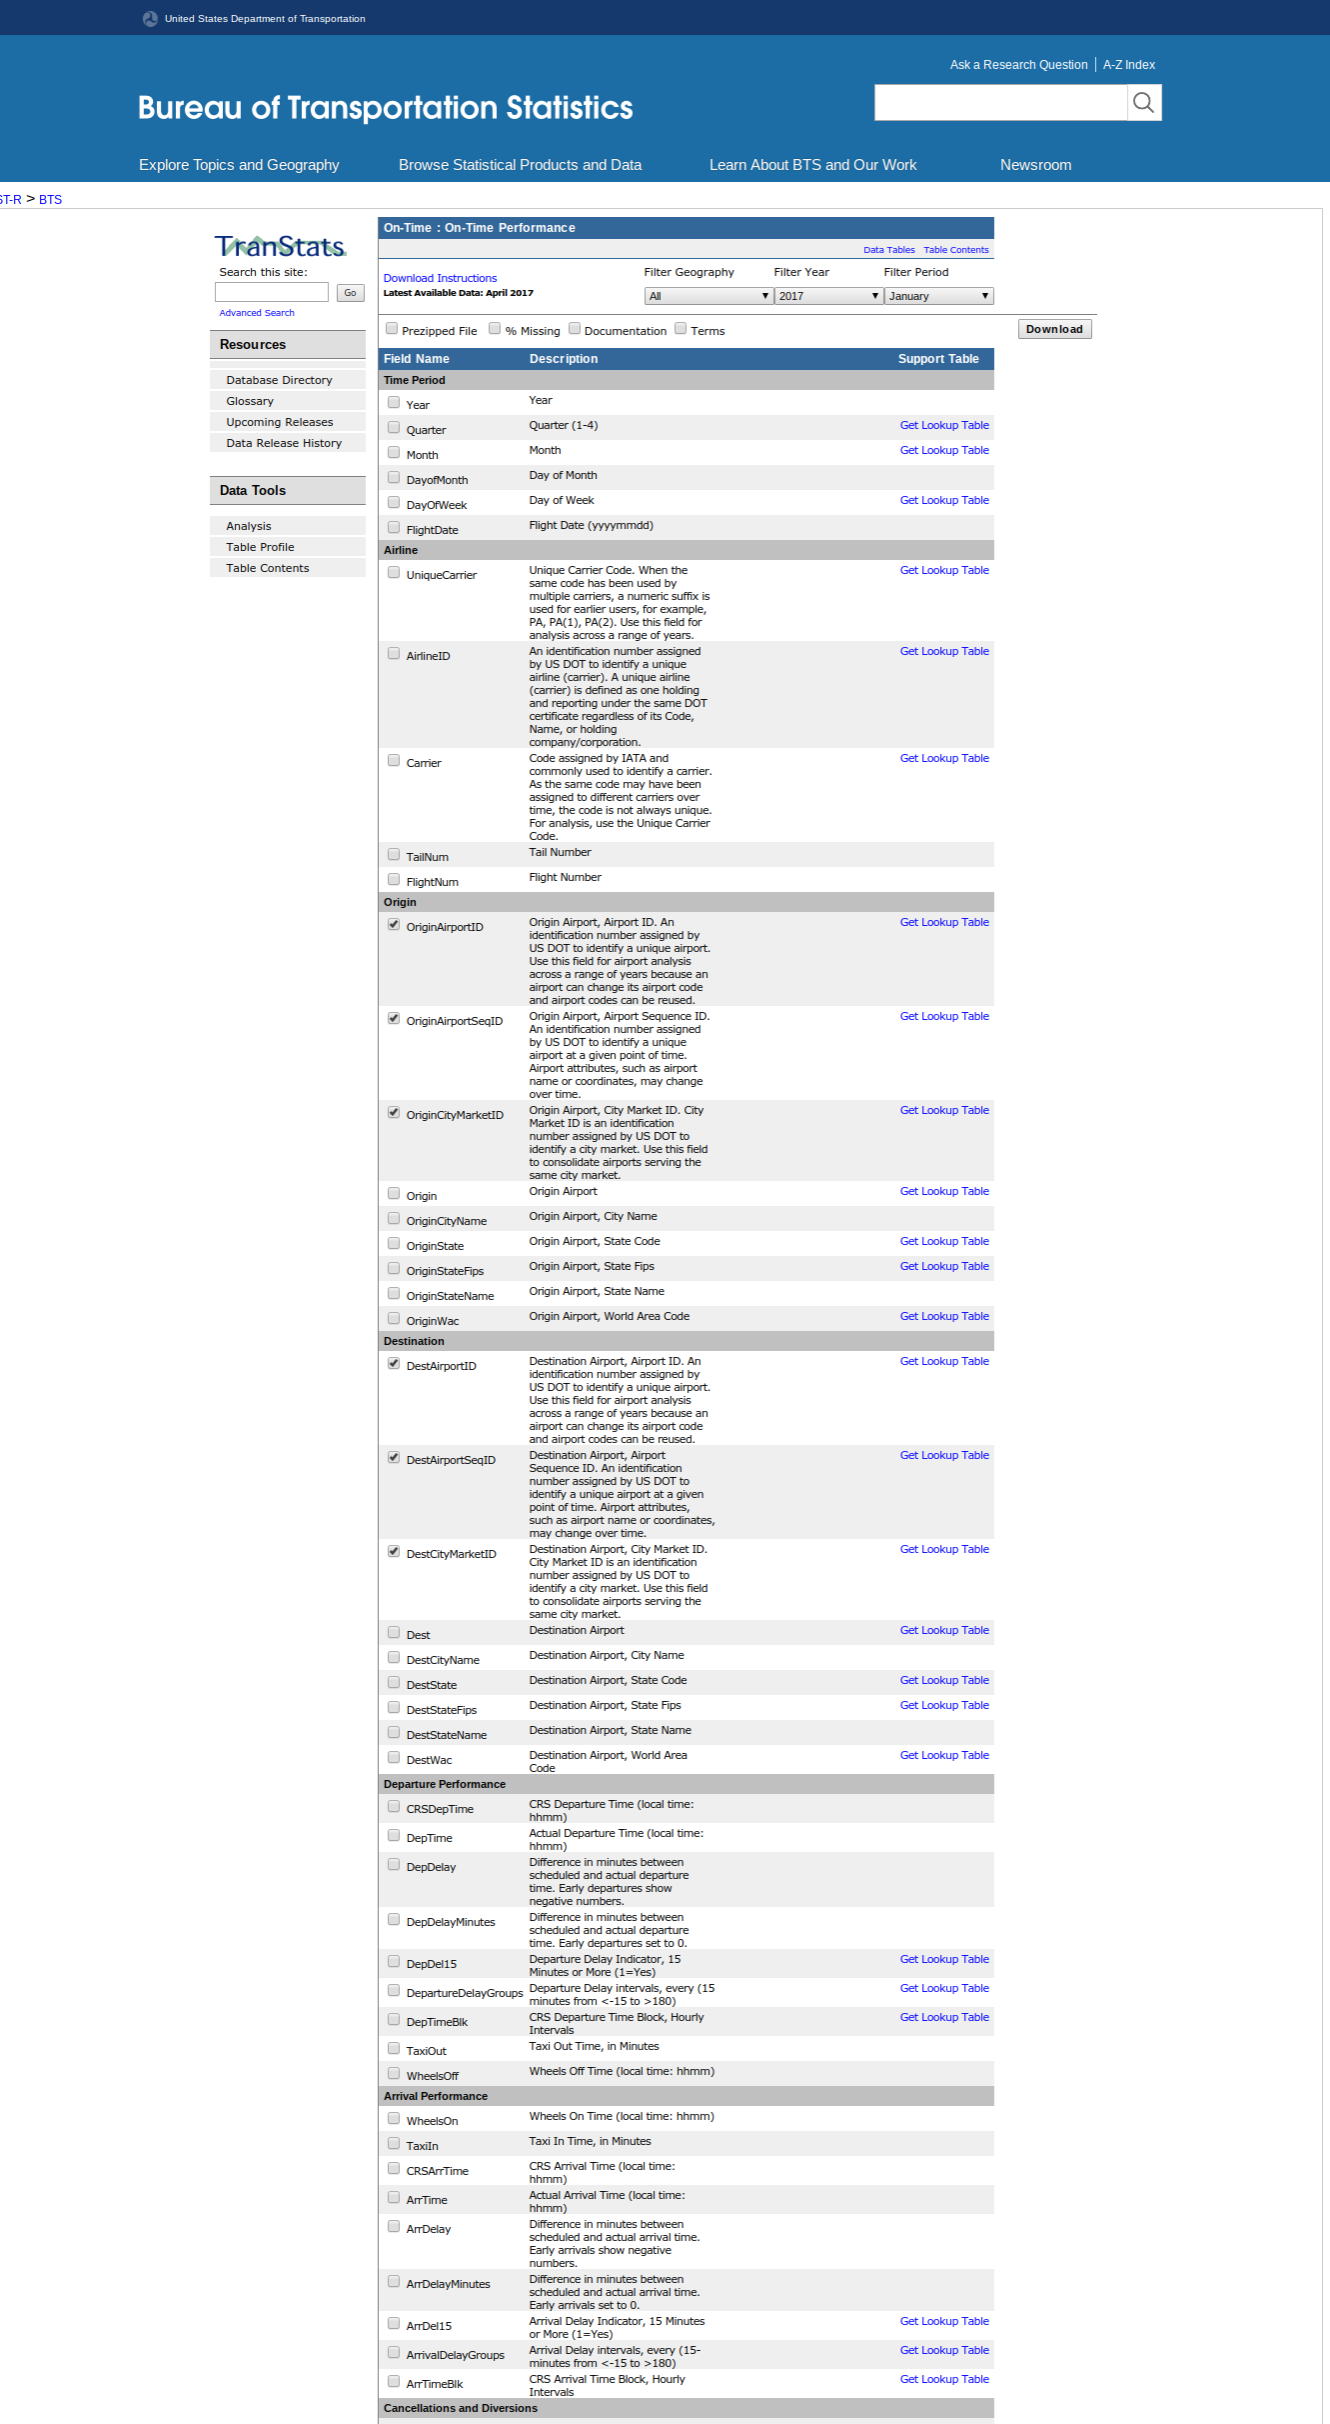 United States Department of Transportation
Ask a Research Question | A-Z Index
Bureau of Transportation Statistics
Explore Topics and Geography Browse Statistical Products and Data Learn About BTS and Our Work Newsroom
ST-R > BTS
TranStats
Search this site:
Go
Advanced Search
Resources
Database Directory
Glossary
Upcoming Releases
Data Release History
Data Tools
Analysis
Table Profile
Table Contents
On-Time : On-Time Performance
Data Tables Table Contents
Download Instructions
Latest Available Data: April 2017
Filter Geography Filter Year Filter Period
All 2017 January
Prezipped File % Missing Documentation Terms Download
Field Name Description Support Table
Time Period
Year Year
Quarter Quarter (1-4) Get Lookup Table
Month Month Get Lookup Table
DayofMonth Day of Month
DayOfWeek Day of Week Get Lookup Table
FlightDate Flight Date (yyyymmdd)
Airline
UniqueCarrier Unique Carrier Code. When the Get Lookup Table
same code has been used by
multiple carriers, a numeric suffix is
used for earlier users, for example,
PA, PA(1), PA(2). Use this field for
analysis across a range of years.
AirlineID An identification number assigned Get Lookup Table
by US DOT to identify a unique
airline (carrier). A unique airline
(carrier) is defined as one holding
and reporting under the same DOT
certificate regardless of its Code,
Name, or holding
company/corporation.
Carrier Code assigned by IATA and Get Lookup Table
commonly used to identify a carrier.
As the same code may have been
assigned to different carriers over
time, the code is not always unique.
For analysis, use the Unique Carrier
Code.
TailNum Tail Number
FlightNum Flight Number
Origin
OriginAirportID Origin Airport, Airport ID. An Get Lookup Table
identification number assigned by
US DOT to identify a unique airport.
Use this field for airport analysis
across a range of years because an
airport can change its airport code
and airport codes can be reused.
OriginAirportSeqID Origin Airport, Airport Sequence ID. Get Lookup Table
An identification number assigned
by US DOT to identify a unique
airport at a given point of time.
Airport attributes, such as airport
name or coordinates, may change
over time.
OriginCityMarketID Origin Airport, City Market ID. City Get Lookup Table
Market ID is an identification
number assigned by US DOT to
identify a city market. Use this field
to consolidate airports serving the
same city market.
Origin Origin Airport Get Lookup Table
OriginCityName Origin Airport, City Name
OriginState Origin Airport, State Code Get Lookup Table
OriginStateFips Origin Airport, State Fips Get Lookup Table
OriginStateName Origin Airport, State Name
OriginWac Origin Airport, World Area Code Get Lookup Table
Destination
DestAirportID Destination Airport, Airport ID. An Get Lookup Table
identification number assigned by
US DOT to identify a unique airport.
Use this field for airport analysis
across a range of years because an
airport can change its airport code
and airport codes can be reused.
DestAirportSeqID Destination Airport, Airport Get Lookup Table
Sequence ID. An identification
number assigned by US DOT to
identify a unique airport at a given
point of time. Airport attributes,
such as airport name or coordinates,
may change over time.
DestCityMarketID Destination Airport, City Market ID. Get Lookup Table
City Market ID is an identification
number assigned by US DOT to
identify a city market. Use this field
to consolidate airports serving the
same city market.
Dest Destination Airport Get Lookup Table
DestCityName Destination Airport, City Name
DestState Destination Airport, State Code Get Lookup Table
DestStateFips Destination Airport, State Fips Get Lookup Table
DestStateName Destination Airport, State Name
DestWac Destination Airport, World Area Get Lookup Table
Code
Departure Performance
CRSDepTime CRS Departure Time (local time:
hhmm)
DepTime Actual Departure Time (local time:
hhmm)
DepDelay Difference in minutes between
scheduled and actual departure
time. Early departures show
negative numbers.
DepDelayMinutes Difference in minutes between
scheduled and actual departure
time. Early departures set to 0.
DepDel15 Departure Delay Indicator, 15 Get Lookup Table
Minutes or More (1=Yes)
DepartureDelayGroups Departure Delay intervals, every (15 Get Lookup Table
minutes from <-15 to >180)
DepTimeBlk CRS Departure Time Block, Hourly Get Lookup Table
Intervals
TaxiOut Taxi Out Time, in Minutes
WheelsOff Wheels Off Time (local time: hhmm)
Arrival Performance
WheelsOn Wheels On Time (local time: hhmm)
TaxiIn Taxi In Time, in Minutes
CRSArrTime CRS Arrival Time (local time:
hhmm)
ArrTime Actual Arrival Time (local time:
hhmm)
ArrDelay Difference in minutes between
scheduled and actual arrival time.
Early arrivals show negative
numbers.
ArrDelayMinutes Difference in minutes between
scheduled and actual arrival time.
Early arrivals set to 0.
ArrDel15 Arrival Delay Indicator, 15 Minutes Get Lookup Table
or More (1=Yes)
ArrivalDelayGroups Arrival Delay intervals, every (15- Get Lookup Table
minutes from <-15 to >180)
ArrTimeBlk CRS Arrival Time Block, Hourly Get Lookup Table
Intervals
Cancellations and Diversions